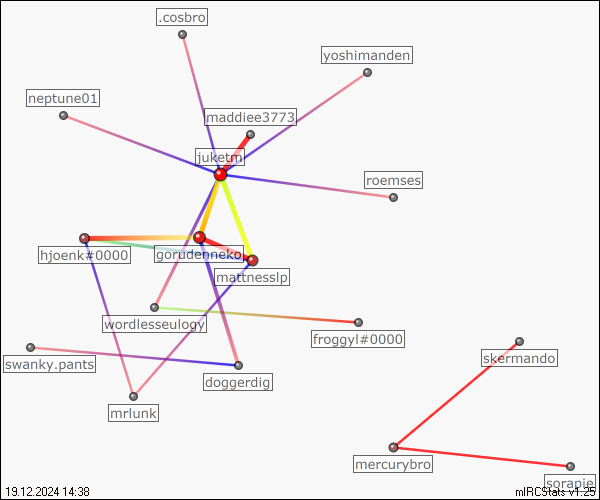 .cosbro
yoshimanden
neptune01
maddiee3773
juketm
roemses
hjoenk#0000
gorudenneko
mattnesslp
wordlesseulogy
froggyl#0000
skermando
swanky.pants
doggerdig
mrlunk
mercurybro
sorapie
19.12.2024 14:38
mIRCStats v1.25